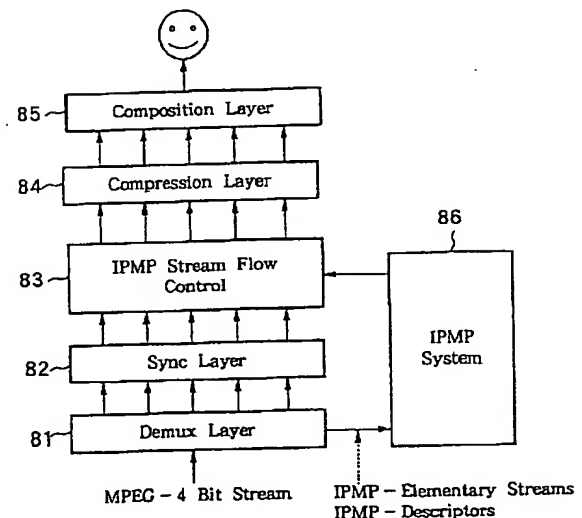 85
Composition Layer
84
Compression Layer
86
83
IPMP Stream Flow
Control
IPMP
System
82
Sync Layer
81
Demux Layer
MPEG-4 Bit Stream
IPMP-Elementary Streams
IPMP-Descriptors